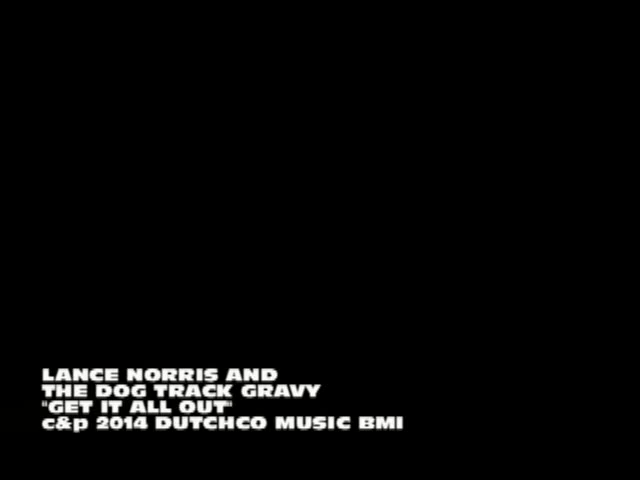 LANCE NORRIS AND
THE DOG TRACK GRAVY
"GET IT ALL OUT"
c&p 2014 DUTCHCO MUSIC BMI